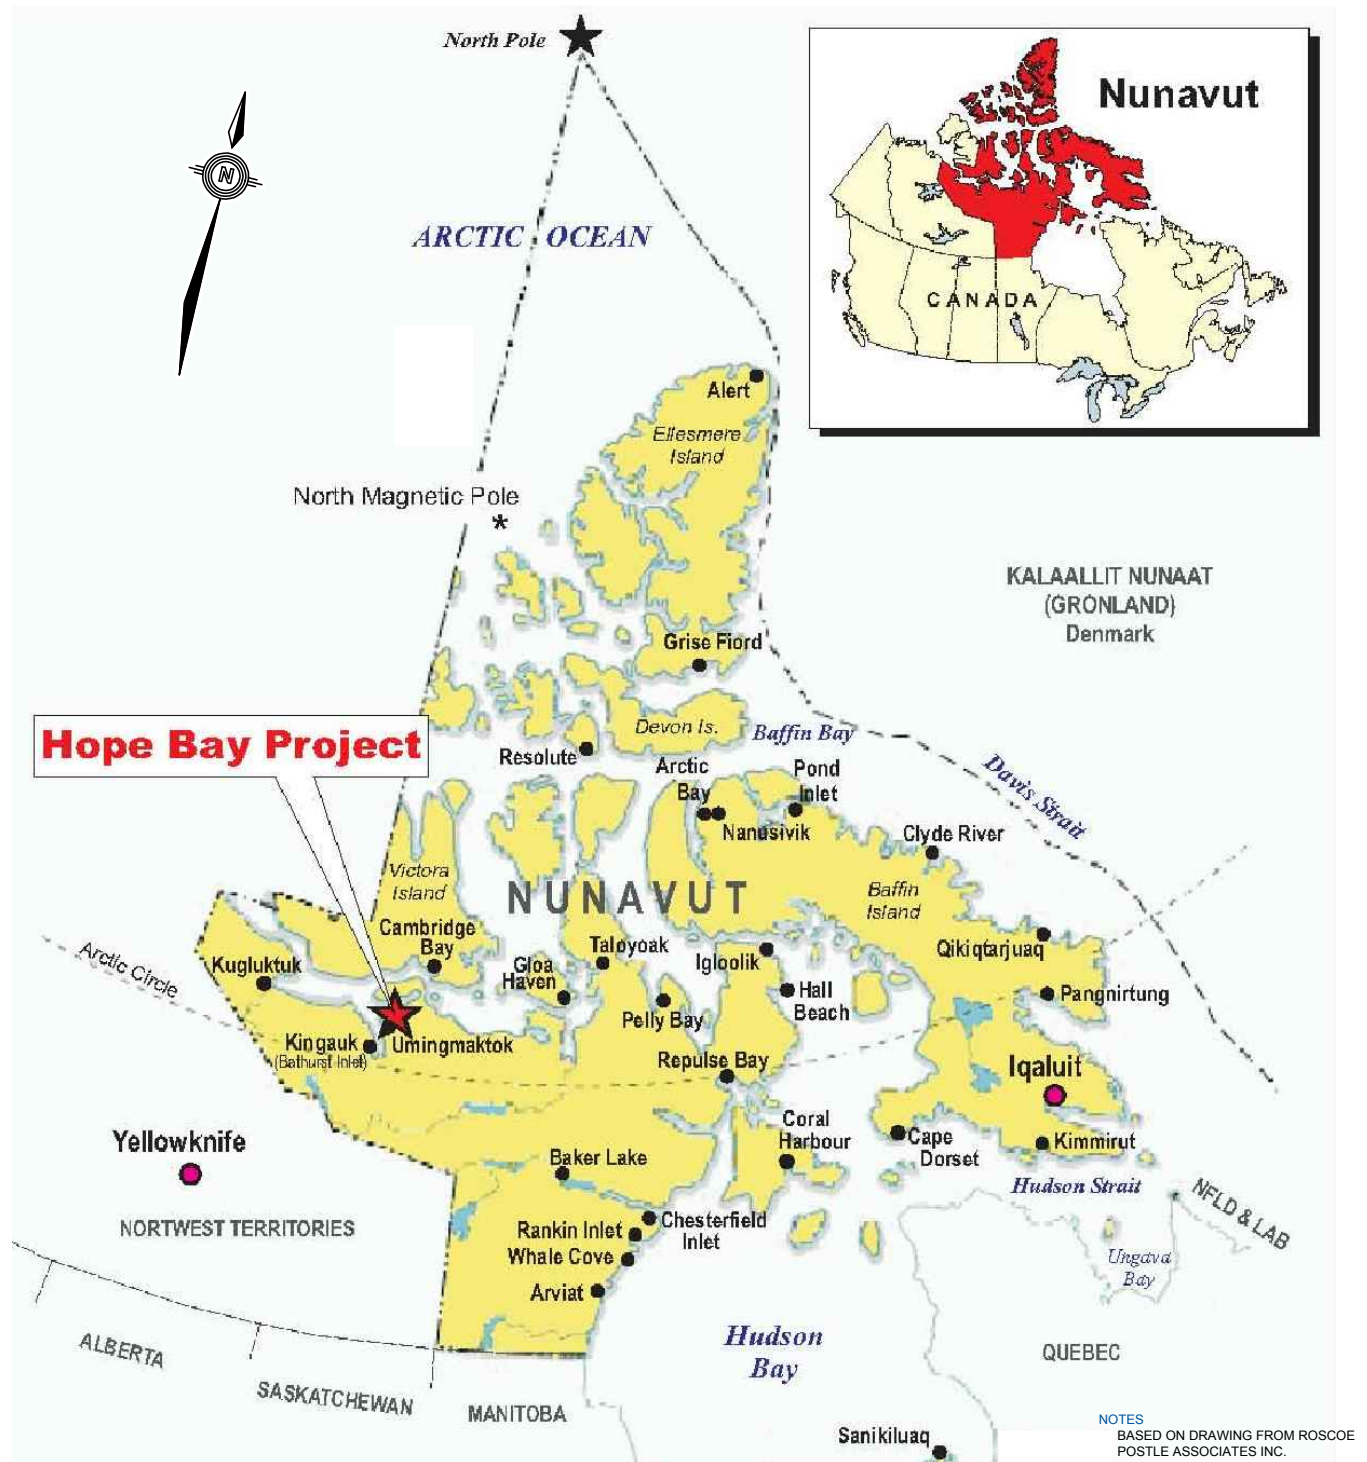 North Pole
Nunavut
N
ARCTIC OCEAN
CANADA
Alert
Ellesmere
Island
North Magnetic Pole
*
KALAALLIT NUNAAT
(GRONLAND)
Denmark
Grise Fiord
Hope Bay Project
Devon Is.
Baffin Bay
Resolute
Arctic
Bay
Pond
Inlet
Davis Strait
Nanusivik
Clyde River
Victora
Island
NUNAVUT
Baffin
Island
Cambridge
Bay
Arctic Circle
Kugluktuk
Gloa
Haven
Taloyoak
Igloolik
Qikiqtarjuaq
Hall
Beach
Pangnirtung
Pelly Bay
Kingauk
(Bathurst Inlet)
Umingmaktok
Repulse Bay
Iqaluit
Coral
Harbour
Cape
Dorset
Kimmirut
Yellowknife
Baker Lake
Hudson Strait
NORTWEST TERRITORIES
Chesterfield
Inlet
Rankin Inlet
Whale Cove
Arviat
NFLD & LAB
Ungava
Bay
ALBERTA
SASKATCHEWAN
MANITOBA
Hudson
Bay
QUEBEC
Sanikiluaq
NOTES
BASED ON DRAWING FROM ROSCOE
POSTLE ASSOCIATES INC.